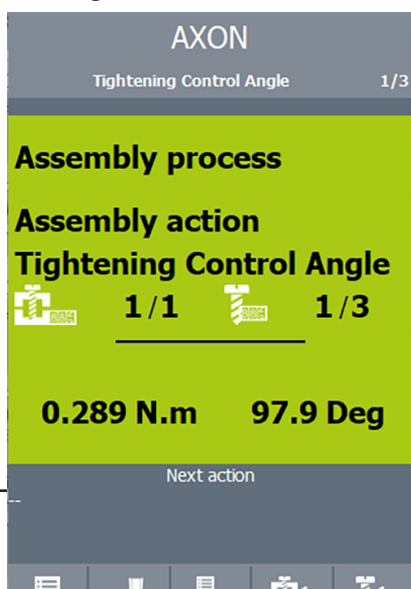 AXON
Tightening Control Angle 1/3
Assembly process
Assembly action
Tightening Control Angle
1/1 1/3
0.289 N.m 97.9 Deg
Next action
--